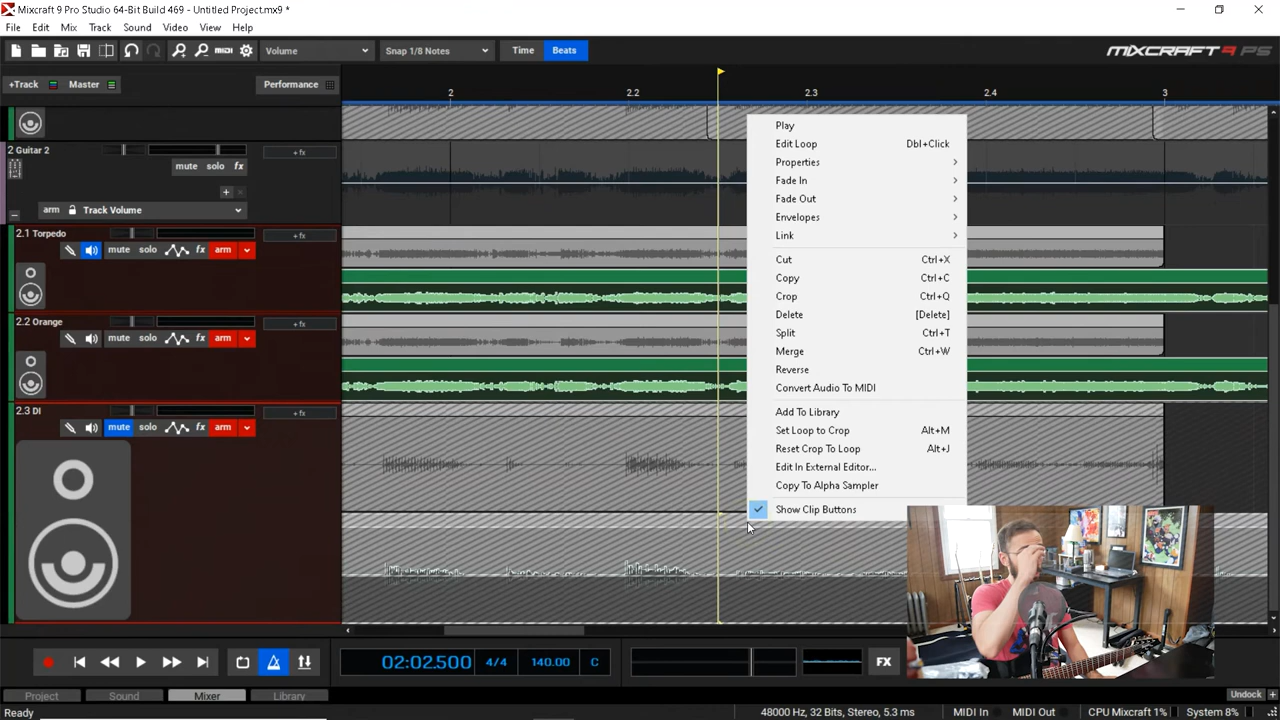 Mixcraft 9 Pro Studio 64-Bit Build 469 - Untitled Project.mx9 *
File Edit Mix Track Sound Video View Help
MIDI Volume Snap 1/8 Notes Time Beats MIXCRAFT 9 PS
+Track Master Performance
2 2.2 2.3 2.4 3
2 Guitar 2
+fx
mute solo fx
arm Track Volume
2.1 Torpedo
+fx
mute solo fx arm
2.2 Orange
+fx
mute solo fx arm
2.3 DI
+fx
mute solo fx arm
Play
Edit Loop Dbl+Click
Properties
Fade In
Fade Out
Envelopes
Link
Cut Ctrl+X
Copy Ctrl+C
Crop Ctrl+Q
Delete [Delete]
Split Ctrl+T
Merge Ctrl+W
Reverse
Convert Audio To MIDI
Add To Library
Set Loop to Crop Alt+M
Reset Crop To Loop Alt+J
Edit In External Editor...
Copy To Alpha Sampler
Show Clip Buttons
02:02.500 4/4 140.00 C FX
Project Sound Mixer Library Undock
Ready 48000 Hz, 32 Bits, Stereo, 5.3 ms MIDI In MIDI Out CPU Mixcraft 1% System 8%